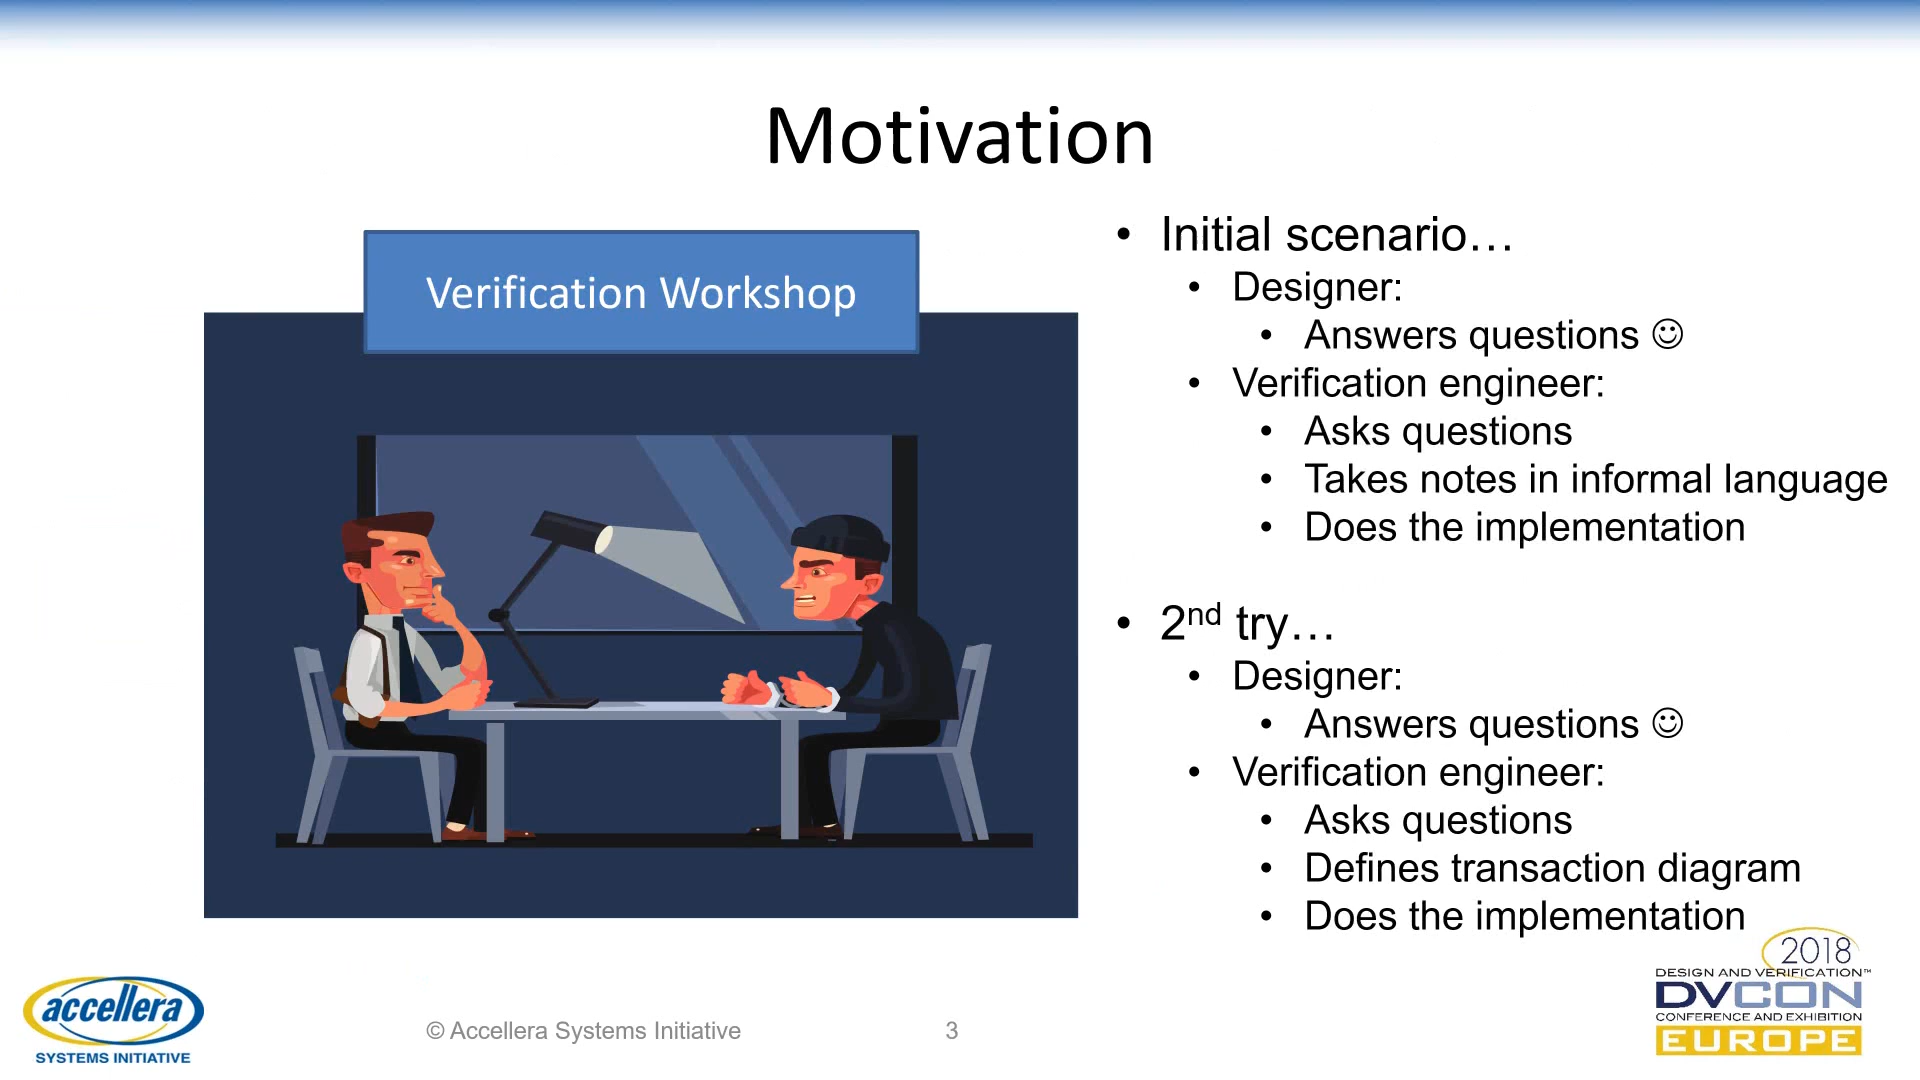 Motivation
Verification Workshop
• Initial scenario…
• Designer:
• Answers questions ☺
• Verification engineer:
• Asks questions
• Takes notes in informal language
• Does the implementation
• 2nd try…
• Designer:
• Answers questions ☺
• Verification engineer:
• Asks questions
• Defines transaction diagram
• Does the implementation
accellera
SYSTEMS INITIATIVE
© Accellera Systems Initiative
3
2018
DESIGN AND VERIFICATION™
DVCON
CONFERENCE AND EXHIBITION
EUROPE